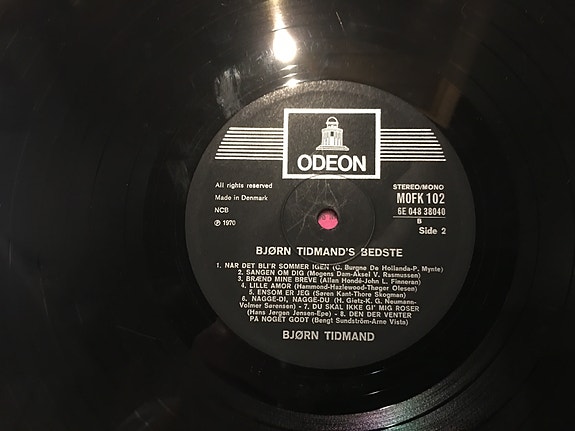 ODEON
All rights reserved
Made in Denmark
NCB
Ⓟ 1970
STEREO/MONO
MOFK 102
6E 048 38040
B
Side 2
BJØRN TIDMAND'S BEDSTE
1. NÅR DET BLI'R SOMMER IGEN (C. Burgne De Hollanda-P. Mynte)
2. SANGEN OM DIG (Mogens Dam-Aksel V. Rasmussen)
3. BRÆND MINE BREVE (Allan Hondé-John L. Finneran)
4. LILLE AMOR (Hammond-Hazlewood-Thøger Olesen)
5. ENSOM ER JEG (Søren Kant-Thore Skogman)
6. NAGGE-DI, NAGGE-DU (H. Gietz-K. G. Neumann-
Volmer Sørensen) - 7. DU SKAL IKKE GI' MIG ROSER
(Hans Jørgen Jensen-Epe) - 8. DEN DER VENTER
PÅ NOGET GODT (Bengt Sundström-Arne Vista)
BJØRN TIDMAND